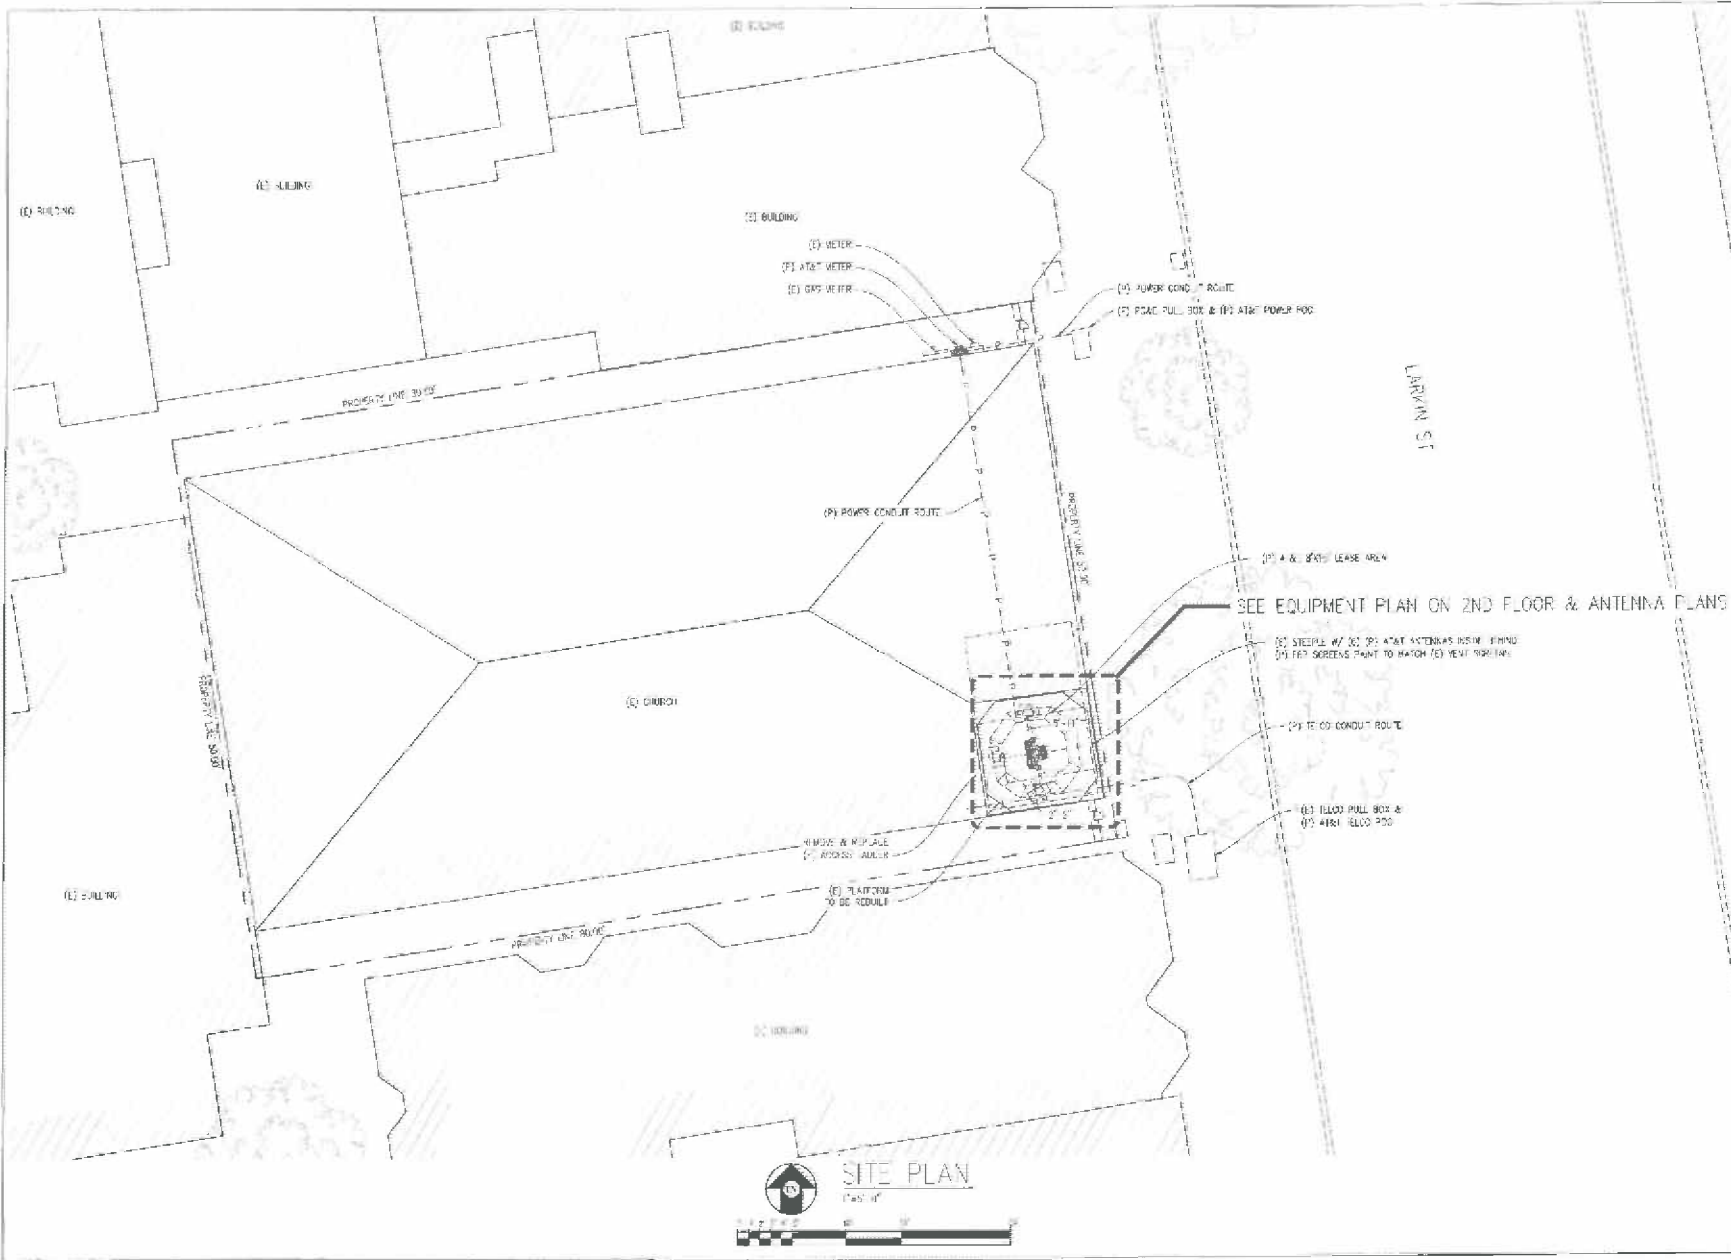 (E) BUILDING
(E) BUILDING
(E) BUILDING
(E) BUILDING
(E) METER
(P) AT&T METER
(E) GAS METER
(P) POWER CONDUIT ROUTE
PULL BOX & (P) AT&T POWER POC
PROPERTY LINE
LARKIN ST
(P) POWER CONDUIT ROUTE
PROPERTY LINE
LEASE AREA
SEE EQUIPMENT PLAN ON 2ND FLOOR & ANTENNA PLANS
(E) STEEPLE W/ (P) AT&T ANTENNAS INSIDE BEHIND
(P) FRP SCREENS PAINT TO MATCH (E) VENT SCREENS
(E) CHURCH
PROPERTY LINE
(P) TELCO CONDUIT ROUTE
(E) TELCO PULL BOX &
(P) AT&T TELCO POC
REMOVE & REPLACE
(E) ACCESS LADDER
(E) PLATFORM
TO BE REBUILT
(E) BUILDING
PROPERTY LINE
(E) BUILDING
SITE PLAN